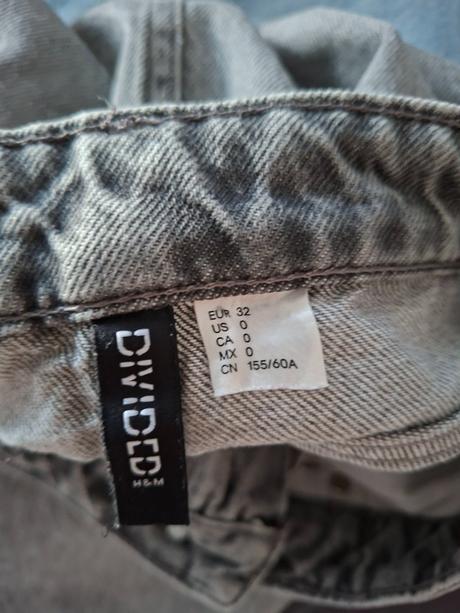 DIVIDED
H&M
EUR 32
US 0
CA 0
MX 0
CN 155/60A